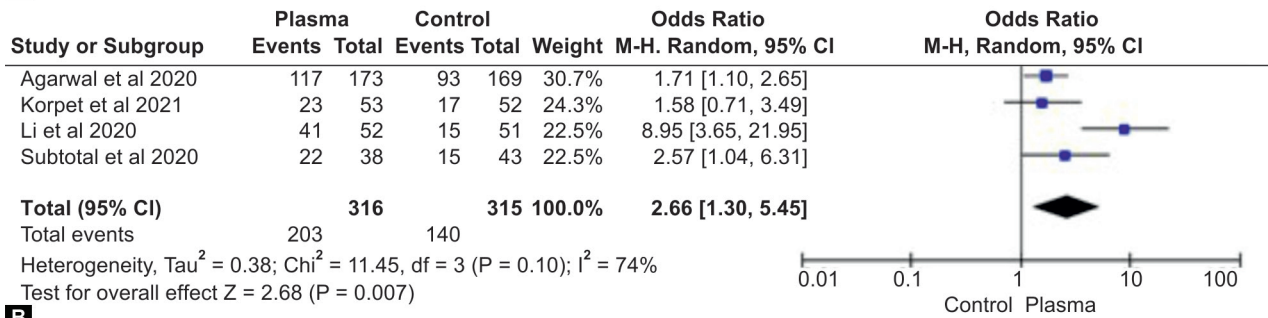 Plasma Control Odds Ratio Odds Ratio
Study or Subgroup Events Total Events Total Weight M-H. Random, 95% CI M-H, Random, 95% CI
Agarwal et al 2020 117 173 93 169 30.7% 1.71 [1.10, 2.65]
Korpet et al 2021 23 53 17 52 24.3% 1.58 [0.71, 3.49]
Li et al 2020 41 52 15 51 22.5% 8.95 [3.65, 21.95]
Subtotal et al 2020 22 38 15 43 22.5% 2.57 [1.04, 6.31]
Total (95% CI) 316 315 100.0% 2.66 [1.30, 5.45]
Total events 203 140
Heterogeneity, Tau² = 0.38; Chi² = 11.45, df = 3 (P = 0.10); I² = 74%
Test for overall effect Z = 2.68 (P = 0.007)
0.01 0.1 1 10 100
Control Plasma
B